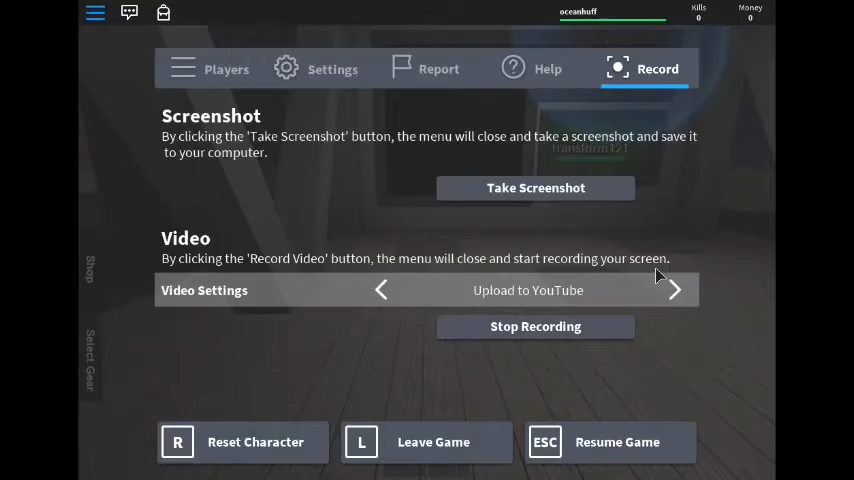 oceanhuff
Kills
0
Money
0
Players
Settings
Report
Help
Record
Screenshot
By clicking the 'Take Screenshot' button, the menu will close and take a screenshot and save it
to your computer.
transform121
Take Screenshot
Video
By clicking the 'Record Video' button, the menu will close and start recording your screen.
Shop
Video Settings
Upload to YouTube
Stop Recording
Select Gear
R
Reset Character
L
Leave Game
ESC
Resume Game